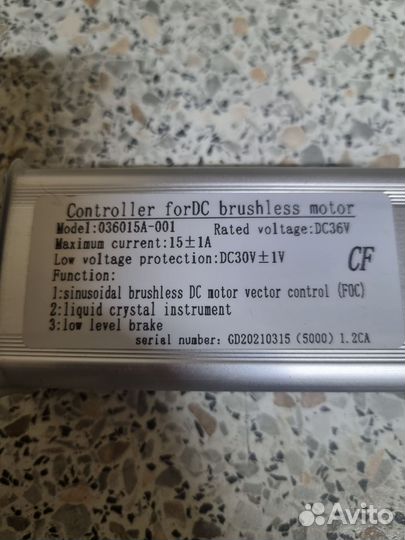 Controller forDC brushless motor
Model:036015A-001 Rated voltage:DC36V
Maximum current:15±1A
Low voltage protection:DC30V±1V
CF
Function:
1:sinusoidal brushless DC motor vector control (FOC)
2:liquid crystal instrument
3:low level brake
serial number: GD20210315 (5000) 1.2CA
Avito